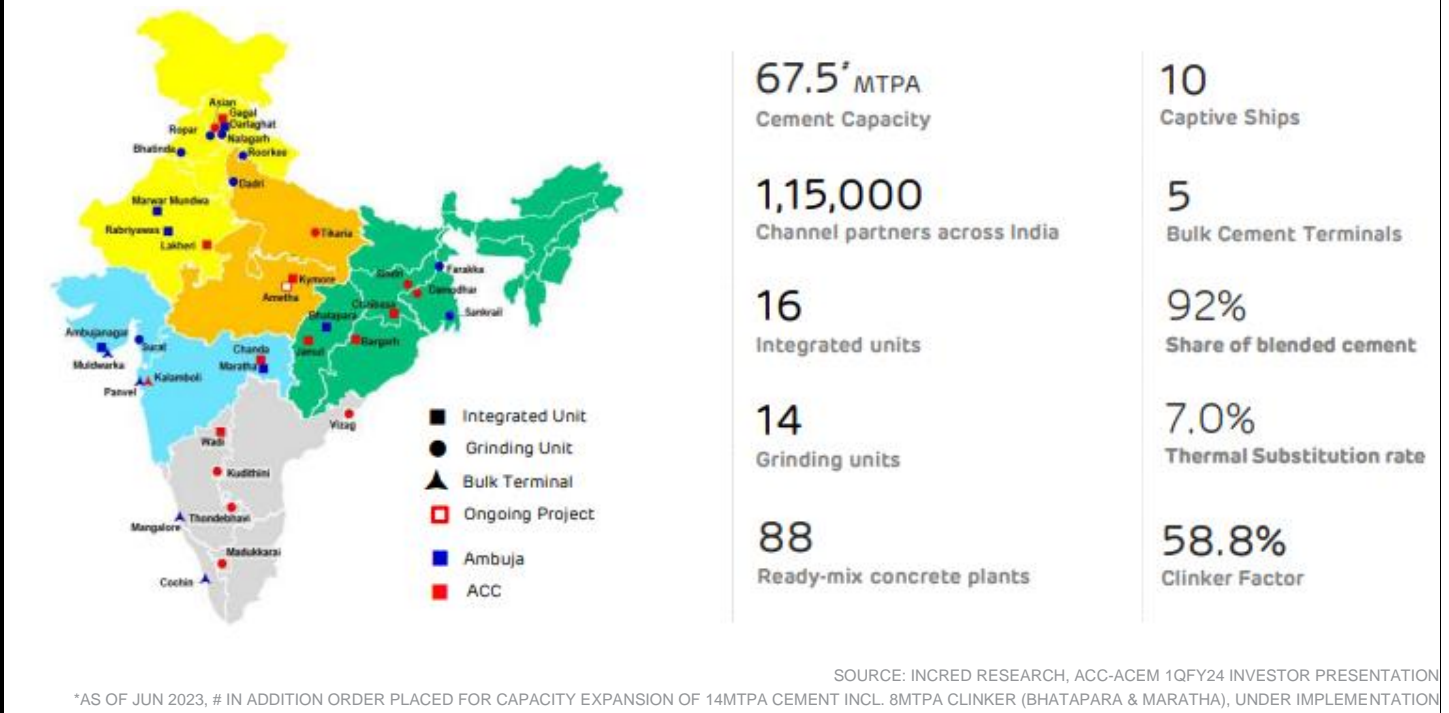 Asian
Gagal
Darlaghat
Ropar
Nalagarh
Bhatinda
Roorkee
Dadri
Marwar Mundwa
Rabriyawas
Lakheri
Tikaria
Kymore
Ametha
Sindri
Farakka
Damodhar
Chaibasa
Sankrail
Bhatapara
Jamul
Bargarh
Ambujanagar
Surat
Muldwarka
Chanda
Maratha
Kalamboli
Panvel
Vizag
Wadi
Kudithini
Mangalore
Thondebhavi
Madukkarai
Cochin
Integrated Unit
Grinding Unit
Bulk Terminal
Ongoing Project
Ambuja
ACC
67.5# MTPA
Cement Capacity
1,15,000
Channel partners across India
16
Integrated units
14
Grinding units
88
Ready-mix concrete plants
10
Captive Ships
5
Bulk Cement Terminals
92%
Share of blended cement
7.0%
Thermal Substitution rate
58.8%
Clinker Factor
SOURCE: INCRED RESEARCH, ACC-ACEM 1QFY24 INVESTOR PRESENTATION
*AS OF JUN 2023, # IN ADDITION ORDER PLACED FOR CAPACITY EXPANSION OF 14MTPA CEMENT INCL. 8MTPA CLINKER (BHATAPARA & MARATHA), UNDER IMPLEMENTATION